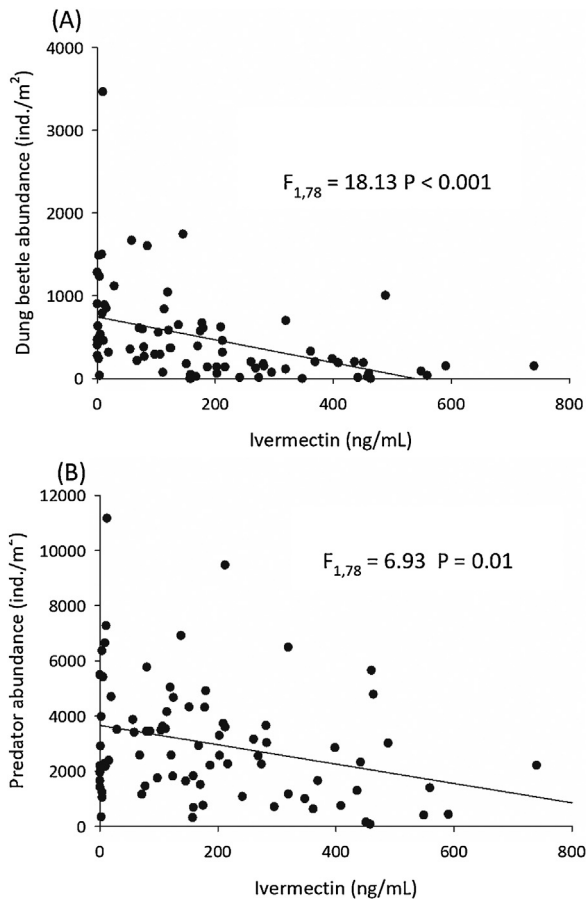 (A)
Dung beetle abundance (ind./m²)
4000
3000
2000
1000
0
F1,78 = 18.13 P < 0.001
0 200 400 600 800
Ivermectin (ng/mL)
(B)
Predator abundance (ind./m²)
12000
10000
8000
6000
4000
2000
0
F1,78 = 6.93 P = 0.01
0 200 400 600 800
Ivermectin (ng/mL)